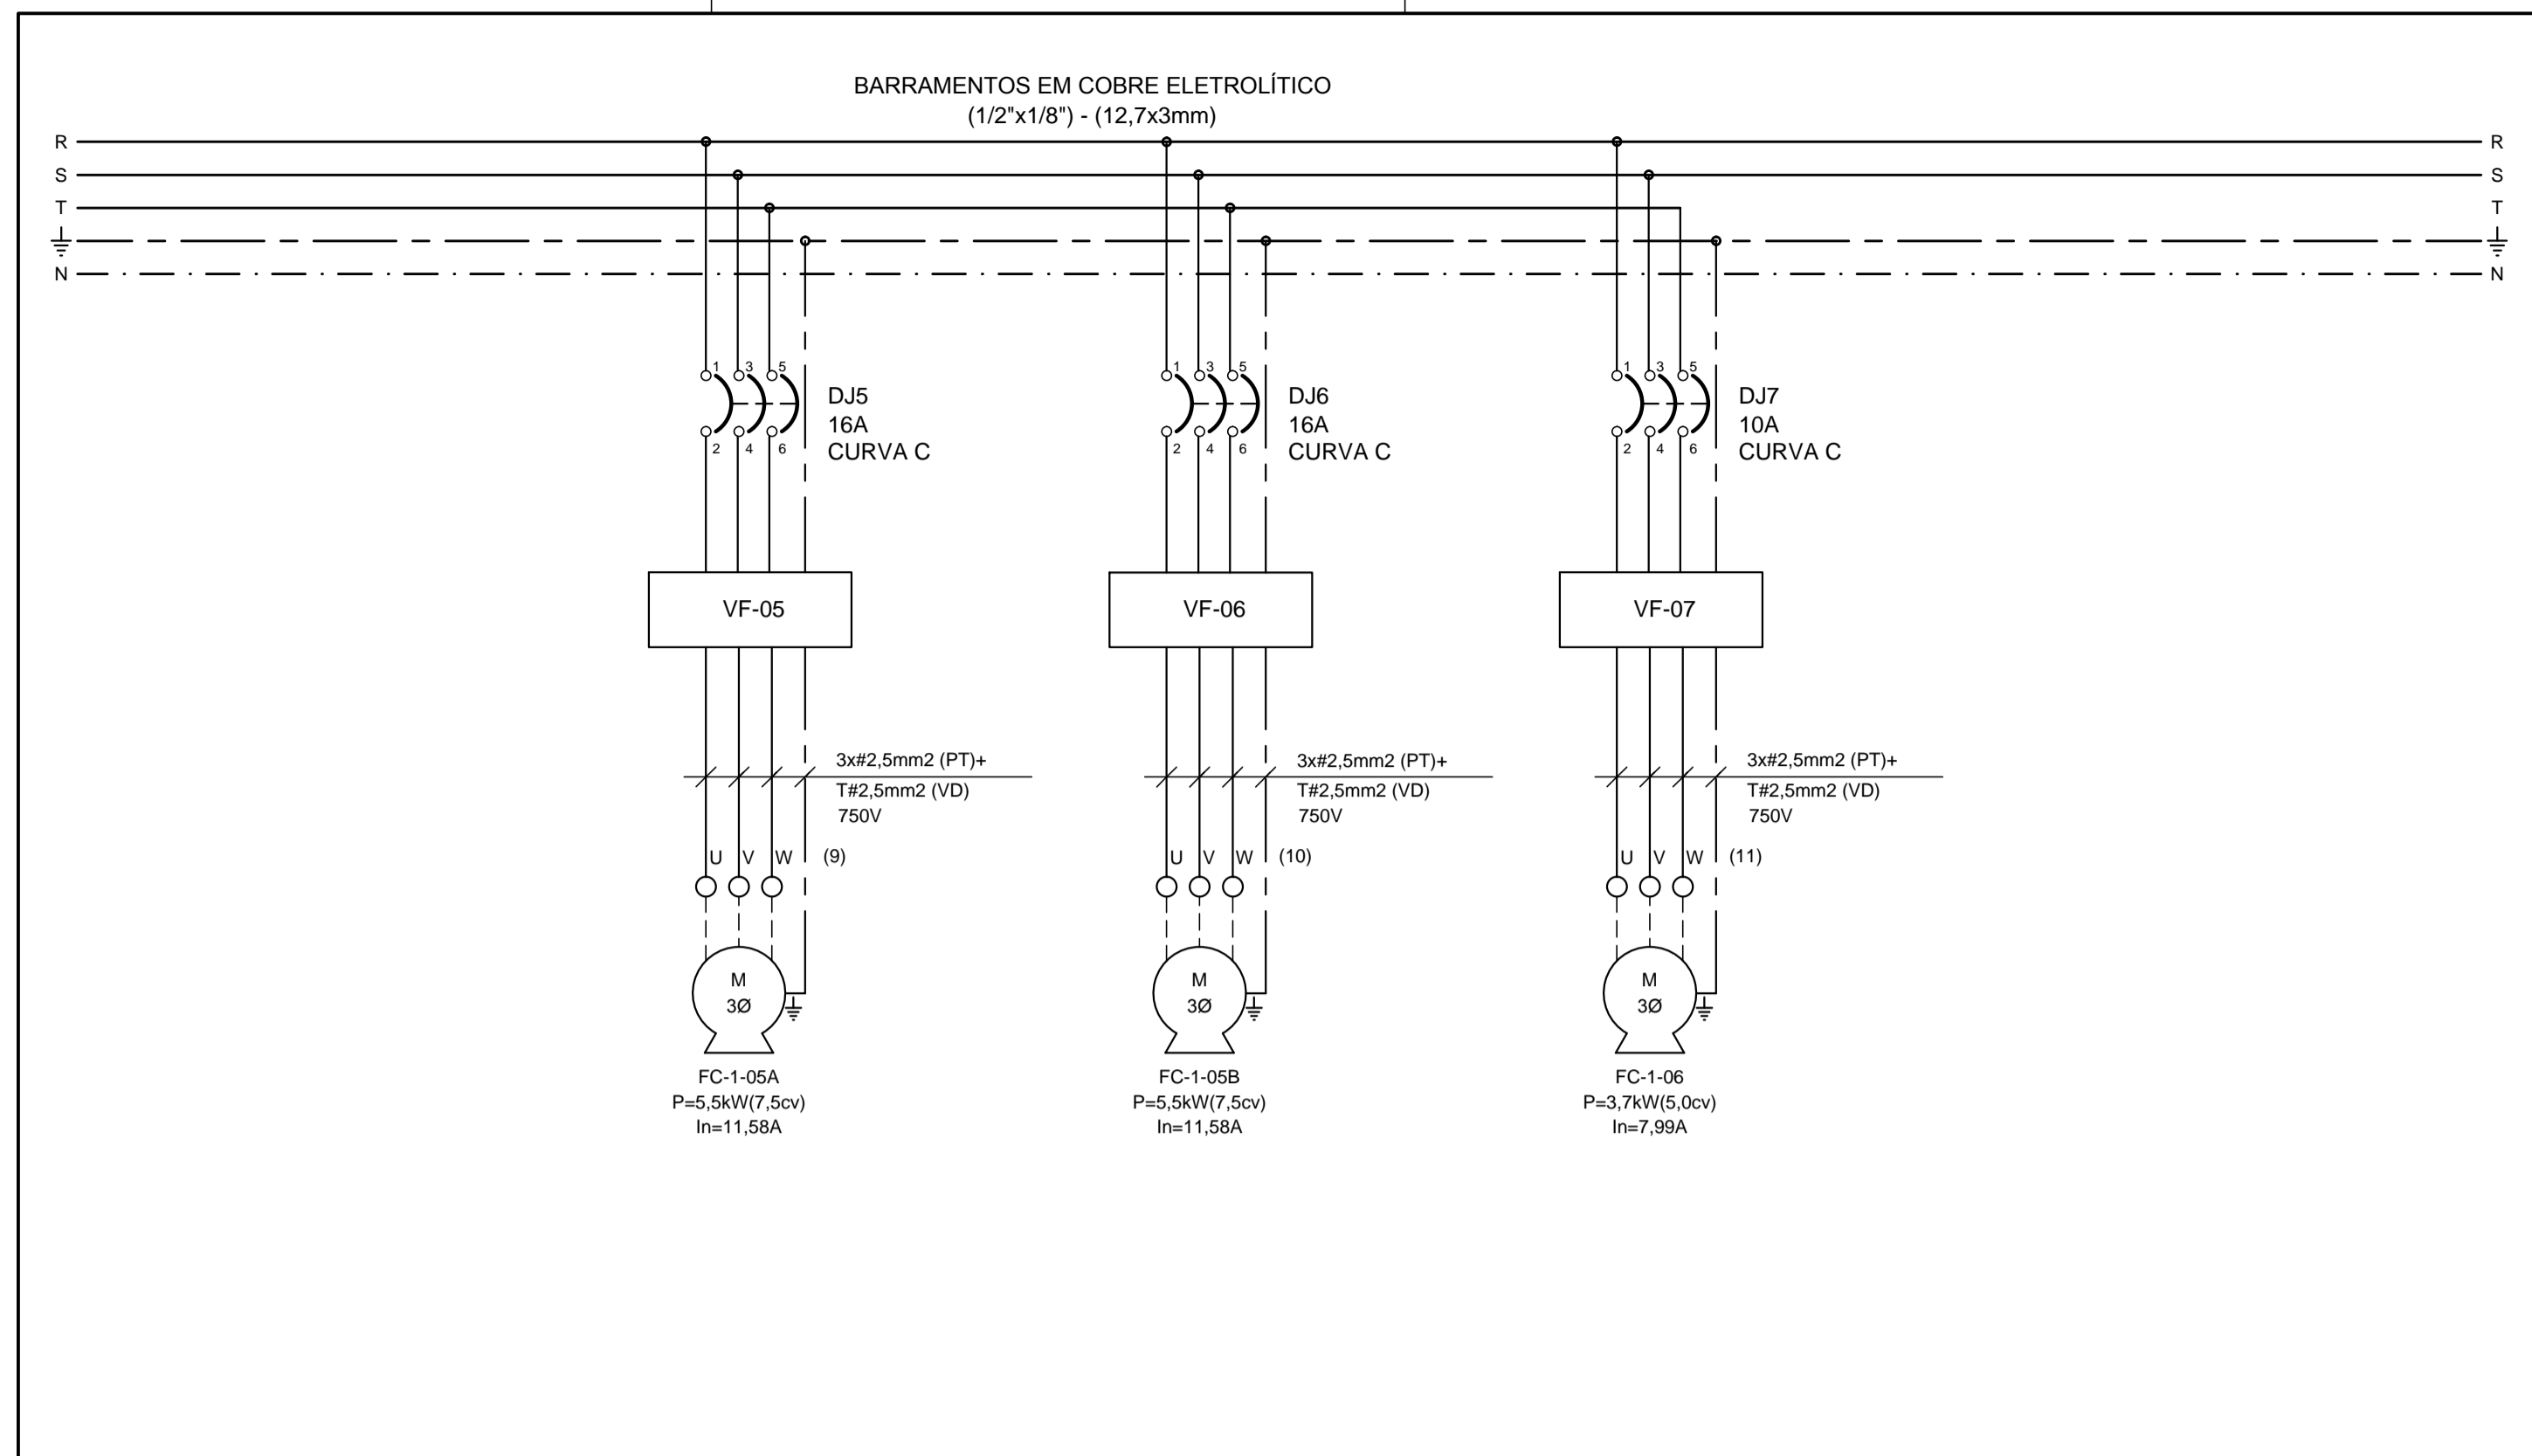 BARRAMENTOS EM COBRE ELETROLÍTICO
(1/2"x1/8") - (12,7x3mm)
R R
S S
T T
N N
1 3 5 1 3 5 1 3 5
DJ5 DJ6 DJ7
16A 16A 10A
CURVA C CURVA C CURVA C
2 4 6 2 4 6 2 4 6
VF-05 VF-06 VF-07
3x#2,5mm2 (PT)+ 3x#2,5mm2 (PT)+ 3x#2,5mm2 (PT)+
T#2,5mm2 (VD) T#2,5mm2 (VD) T#2,5mm2 (VD)
750V 750V 750V
U V W (9) U V W (10) U V W (11)
M M M
3Ø 3Ø 3Ø
FC-1-05A FC-1-05B FC-1-06
P=5,5kW(7,5cv) P=5,5kW(7,5cv) P=3,7kW(5,0cv)
In=11,58A In=11,58A In=7,99A